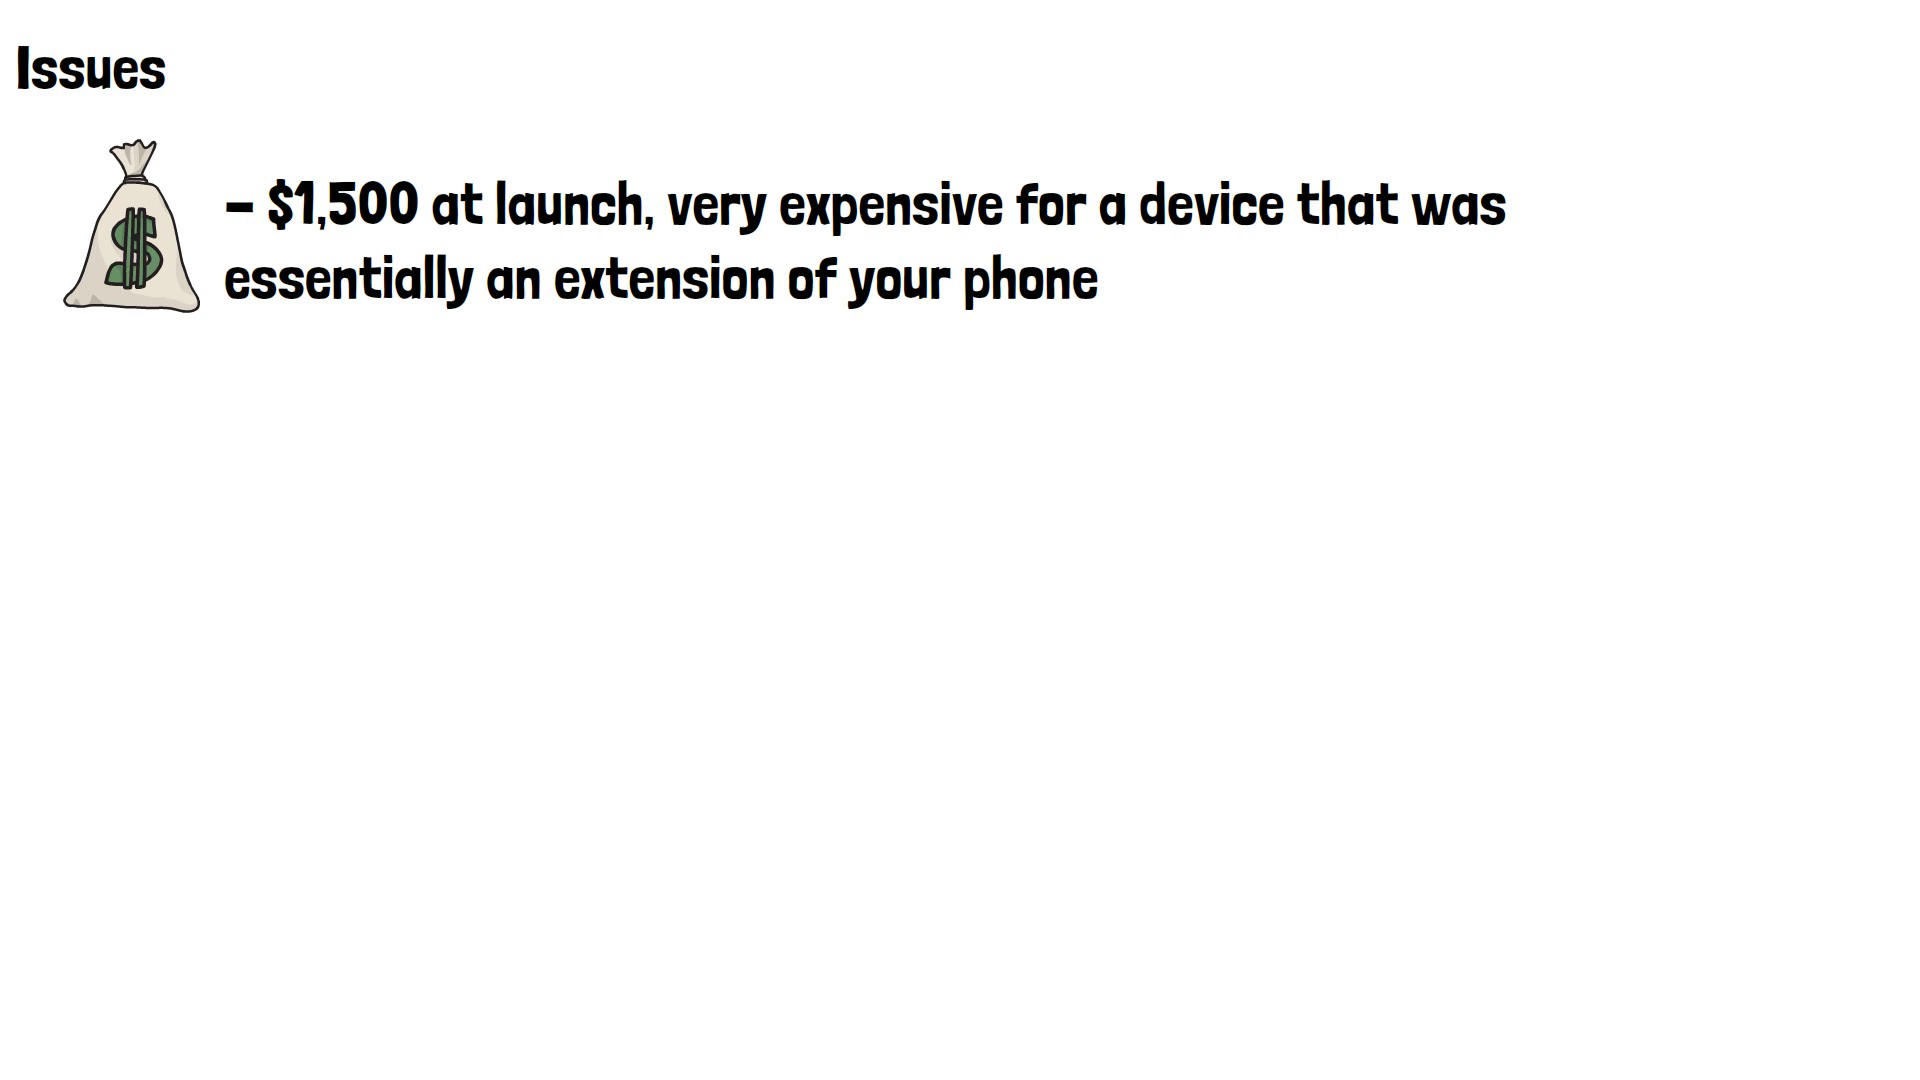 Issues
$
- $1,500 at launch, very expensive for a device that was
essentially an extension of your phone